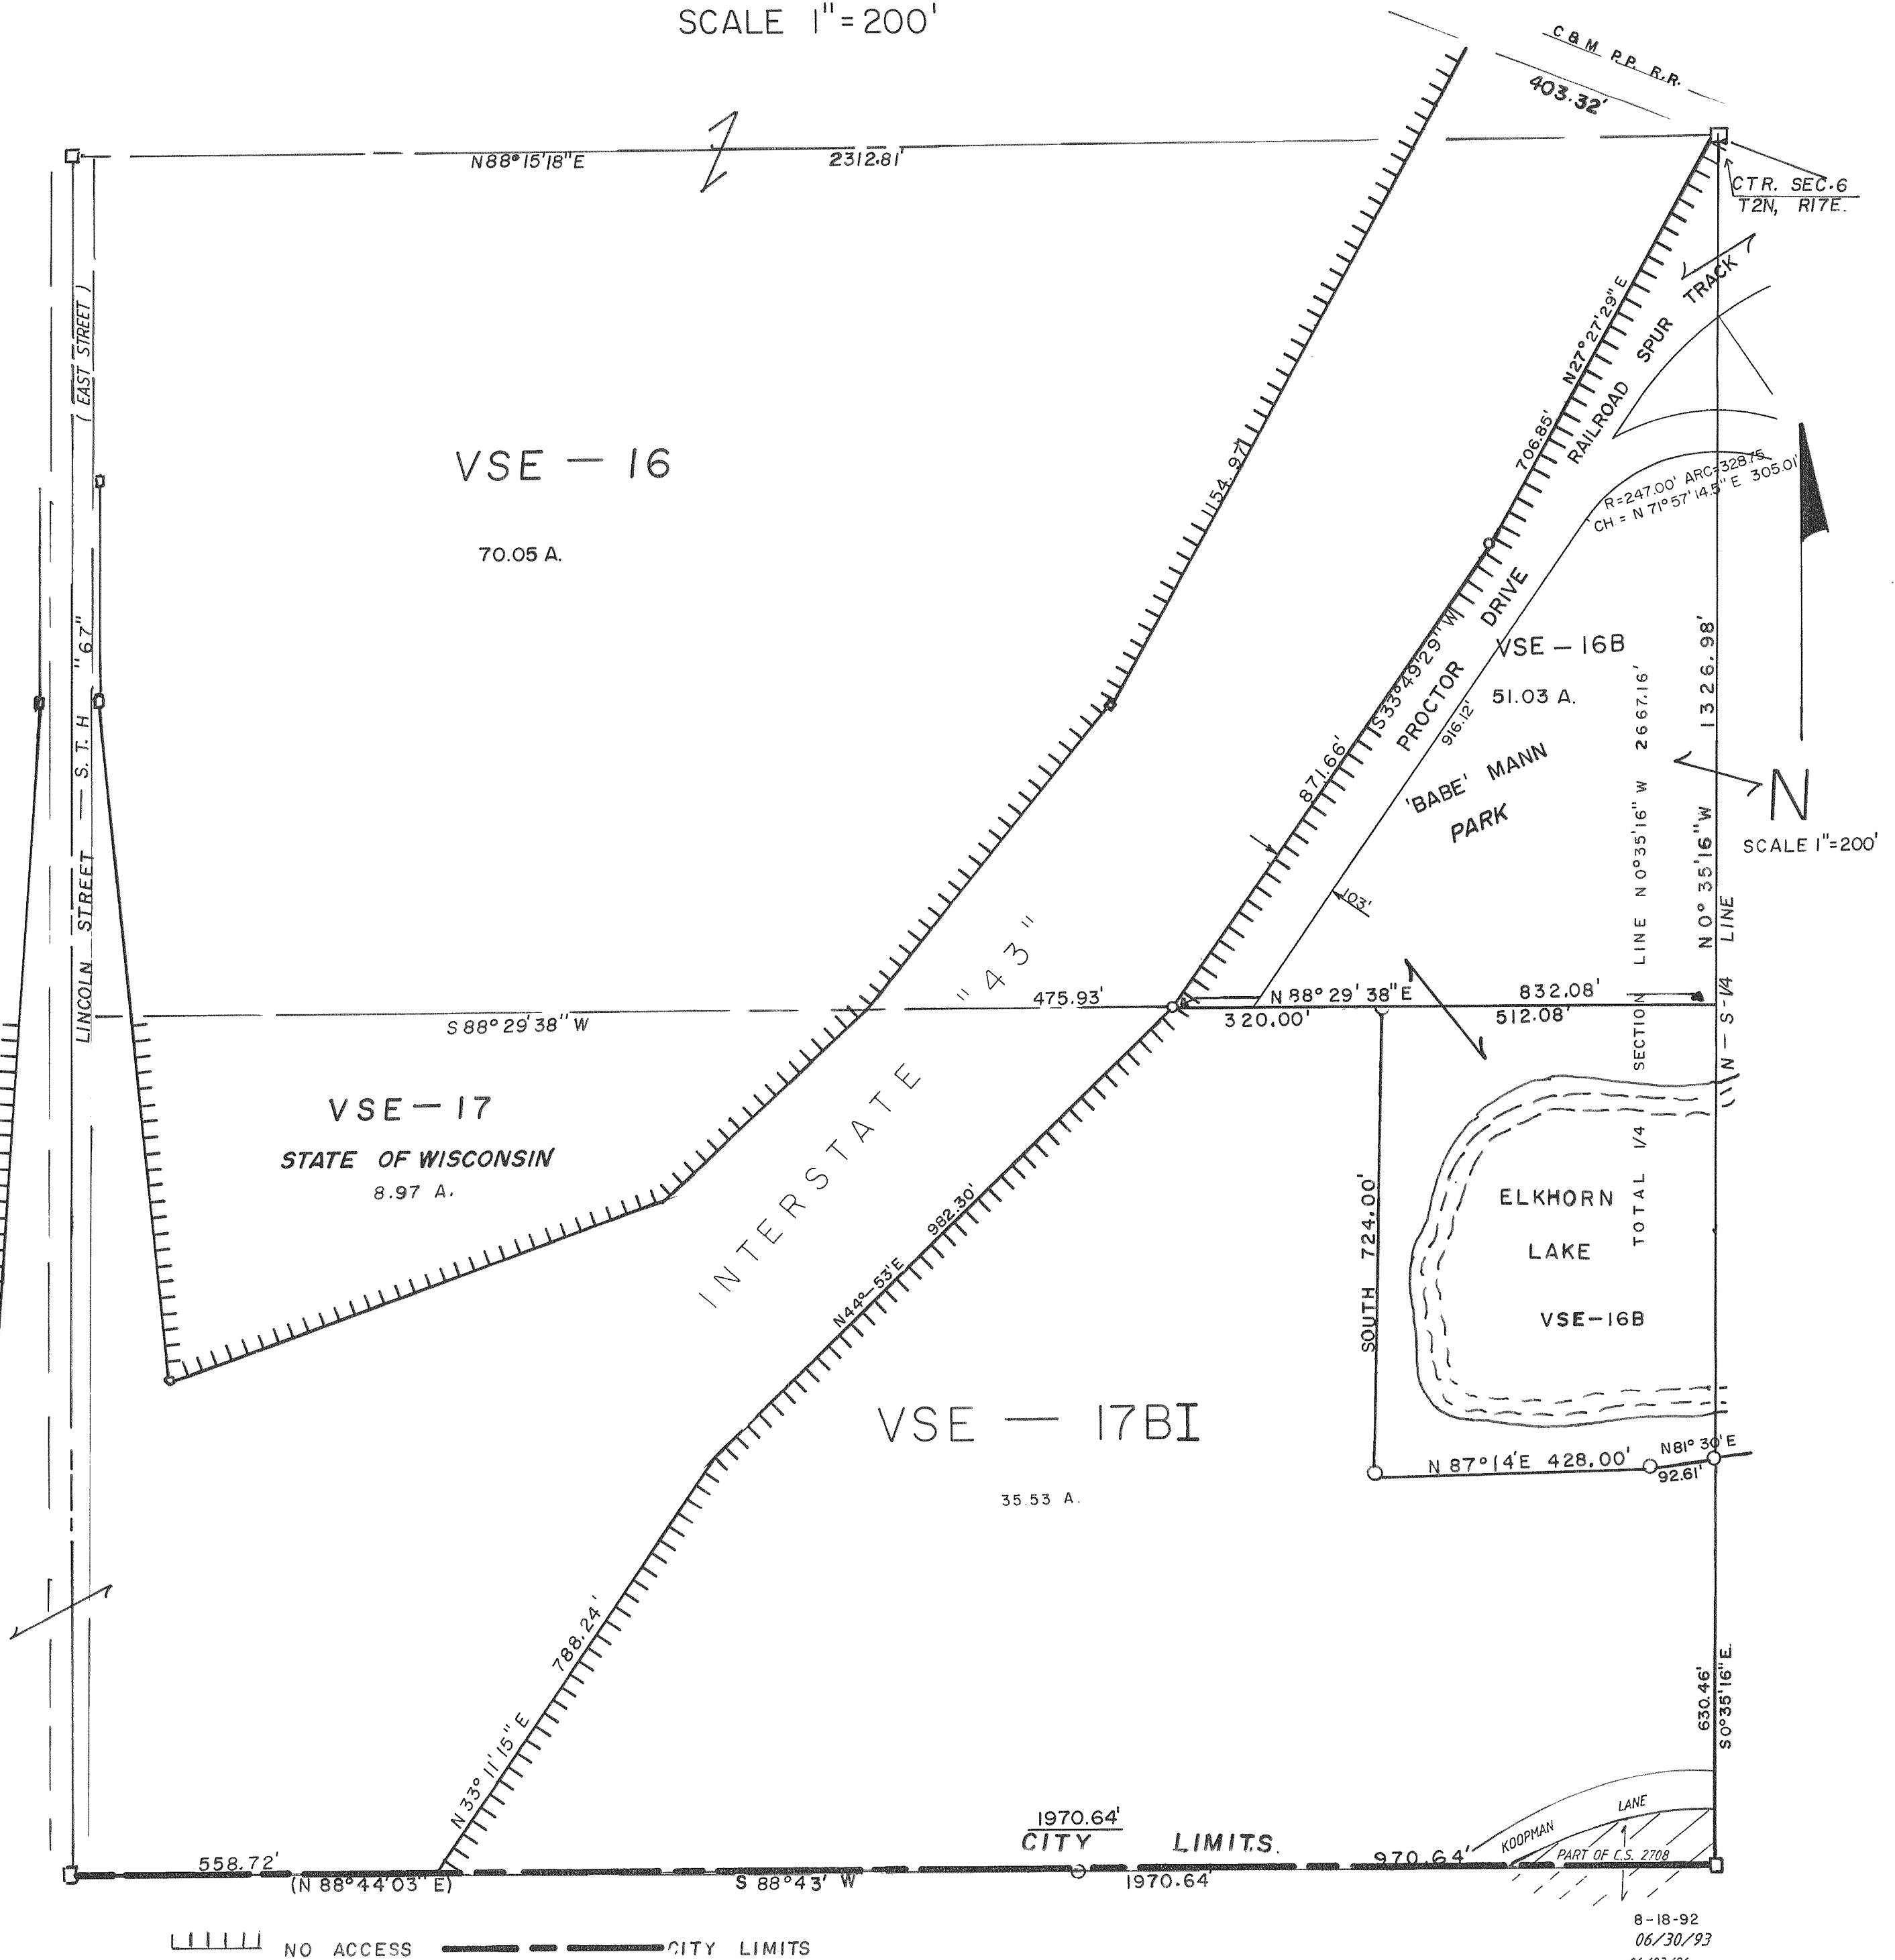 SCALE 1"=200'
C & M P.P. R.R.
403.32'
N88°15'18"E
2312.81'
CTR. SEC.6
T2N, R17E.
( EAST STREET )
TRACK
SPUR
RAILROAD
N27°27'29"E
706.85'
VSE — 16
70.05 A.
1154.97'
R=247.00' ARC=328.75
CH = N 71°57'14.5" E 305.01'
LINCOLN STREET — S.T.H "67"
S33°49'29"W
871.66'
PROCTOR DRIVE
VSE — 16B
51.03 A.
916.12'
'BABE' MANN
PARK
103'
1326.98'
N 0° 35'16"W
N
SCALE 1"=200'
TOTAL 1/4 SECTION LINE N 0°35'16" W 2667.16'
N — S - 1/4 LINE
INTERSTATE "43"
475.93'
S 88°29'38" W
N 88°29'38"E
832.08'
320.00'
512.08'
VSE — 17
STATE OF WISCONSIN
8.97 A.
982.30'
N44°—53'E
SOUTH 724.00'
ELKHORN
LAKE
VSE—16B
VSE — 17BI
35.53 A.
N 87°14'E 428.00'
N81°30'E
92.61'
788.24'
N 33° 11' 15" E
630.46'
S0°35'16"E.
1970.64'
CITY LIMITS.
KOOPMAN LANE
PART OF C.S. 2708
558.72'
(N 88°44'03" E)
S 88°43' W
1970.64'
970.64'
8-18-92
06/30/93
NO ACCESS
CITY LIMITS